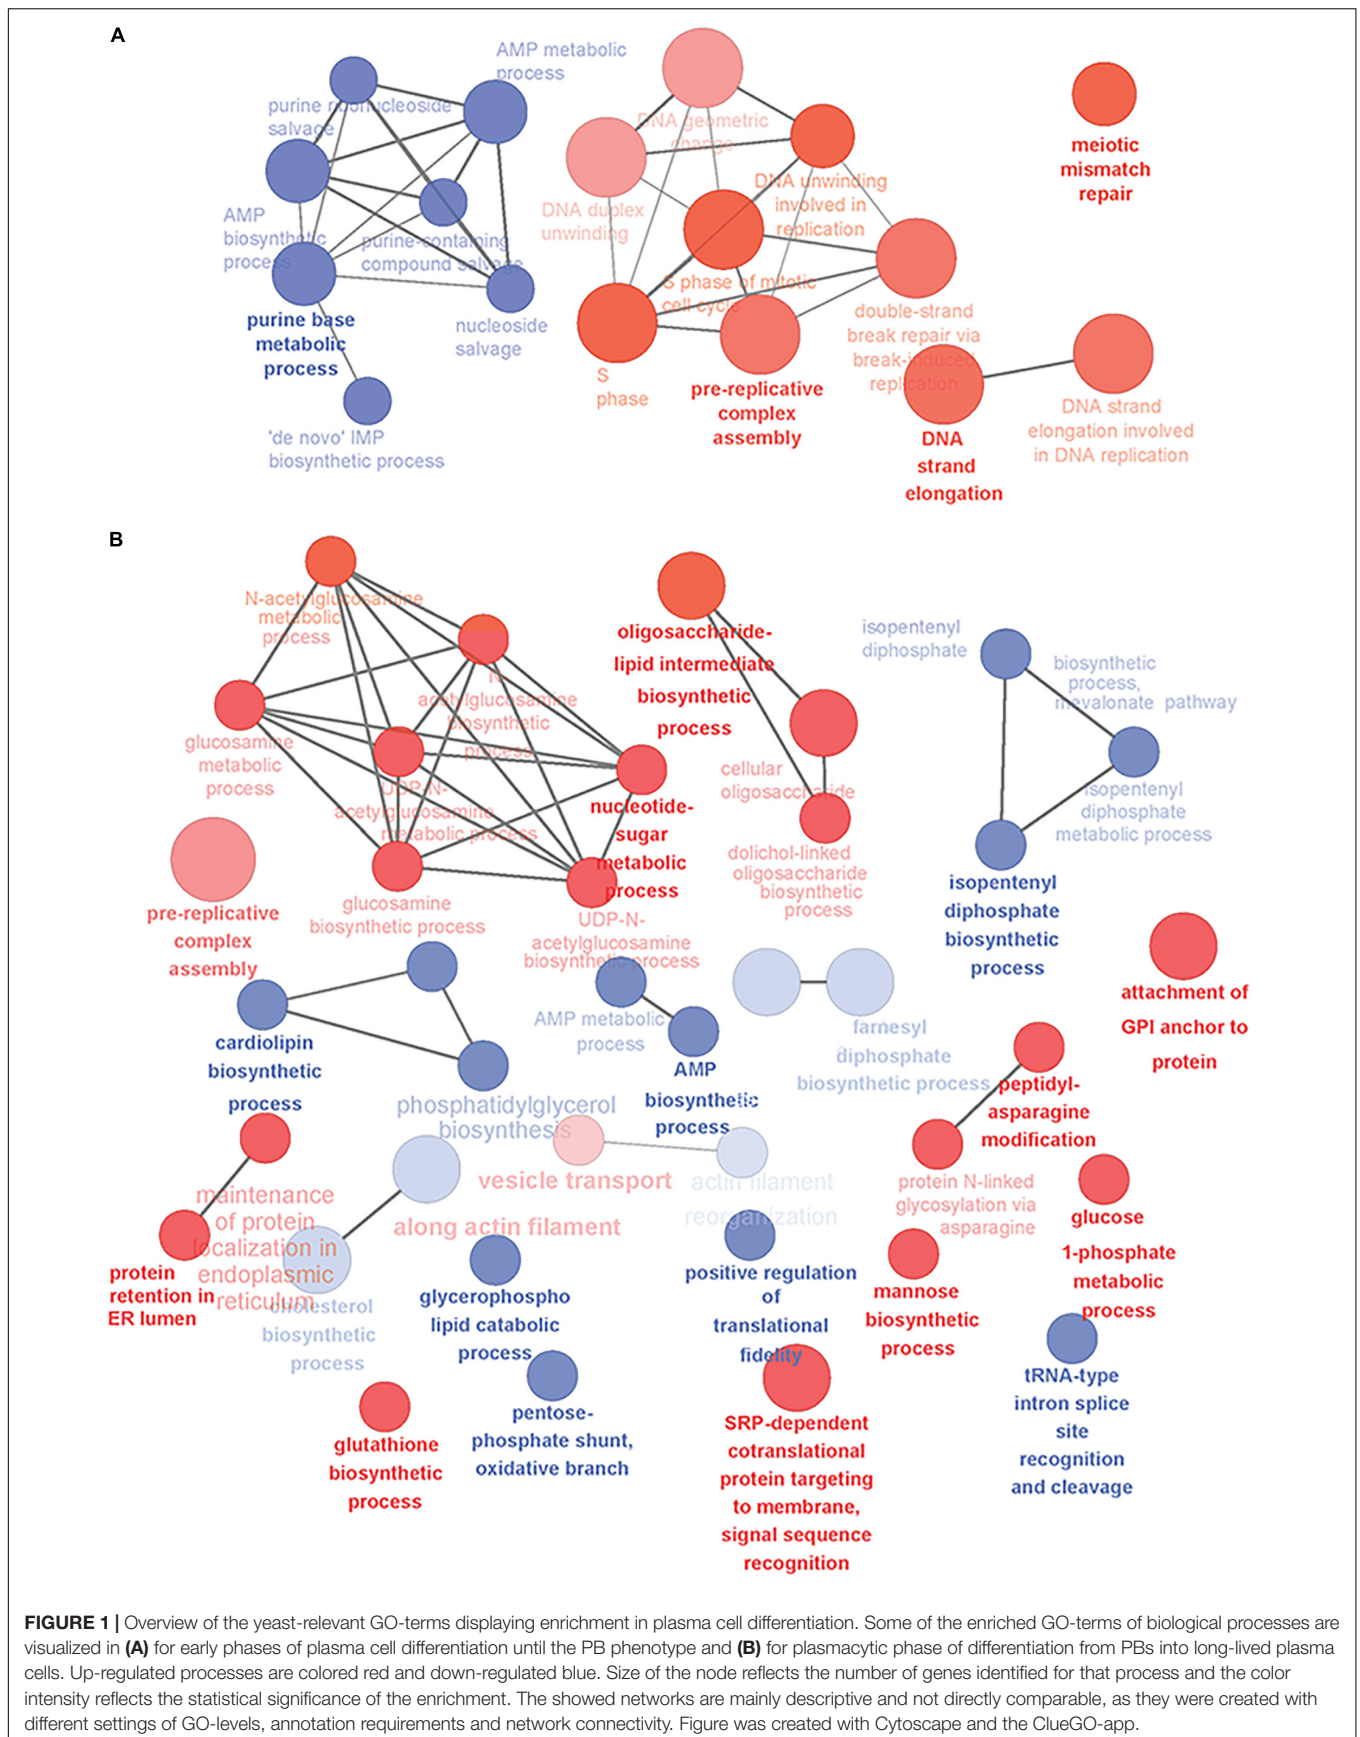 A
AMP metabolic
process
purine ribonucleoside
salvage
AMP
biosynthetic
process
purine-containing
compound salvage
purine base
metabolic
process
nucleoside
salvage
'de novo' IMP
biosynthetic process
DNA geometric
change
DNA duplex
unwinding
DNA unwinding
involved in
replication
S phase of mitotic
cell cycle
S
phase
pre-replicative
complex
assembly
double-strand
break repair via
break-induced
replication
DNA
strand
elongation
DNA strand
elongation involved
in DNA replication
meiotic
mismatch
repair
B
N-acetylglucosamine
metabolic
process
N-
acetylglucosamine
biosynthetic
process
glucosamine
metabolic
process
UDP-N-
acetylglucosamine
metabolic process
nucleotide-
sugar
metabolic
process
glucosamine
biosynthetic process
UDP-N-
acetylglucosamine
biosynthetic process
pre-replicative
complex
assembly
oligosaccharide-
lipid intermediate
biosynthetic
process
cellular
oligosaccharide
dolichol-linked
oligosaccharide
biosynthetic
process
isopentenyl
diphosphate
biosynthetic
process,
mevalonate pathway
isopentenyl
diphosphate
metabolic process
isopentenyl
diphosphate
biosynthetic
process
attachment of
GPI anchor to
protein
cardiolipin
biosynthetic
process
phosphatidylglycerol
biosynthesis
AMP metabolic
process
AMP
biosynthetic
process
farnesyl
diphosphate
biosynthetic process
peptidyl-
asparagine
modification
protein N-linked
glycosylation via
asparagine
vesicle transport
along actin filament
actin filament
reorganization
maintenance
of protein
localization in
endoplasmic
reticulum
protein
retention in
ER lumen
cholesterol
biosynthetic
process
glycerophospho
lipid catabolic
process
positive regulation
of
translational
fidelity
mannose
biosynthetic
process
glucose
1-phosphate
metabolic
process
tRNA-type
intron splice
site
recognition
and cleavage
glutathione
biosynthetic
process
pentose-
phosphate shunt,
oxidative branch
SRP-dependent
cotranslational
protein targeting
to membrane,
signal sequence
recognition
FIGURE 1 | Overview of the yeast-relevant GO-terms displaying enrichment in plasma cell differentiation. Some of the enriched GO-terms of biological processes are
visualized in (A) for early phases of plasma cell differentiation until the PB phenotype and (B) for plasmacytic phase of differentiation from PBs into long-lived plasma
cells. Up-regulated processes are colored red and down-regulated blue. Size of the node reflects the number of genes identified for that process and the color
intensity reflects the statistical significance of the enrichment. The showed networks are mainly descriptive and not directly comparable, as they were created with
different settings of GO-levels, annotation requirements and network connectivity. Figure was created with Cytoscape and the ClueGO-app.